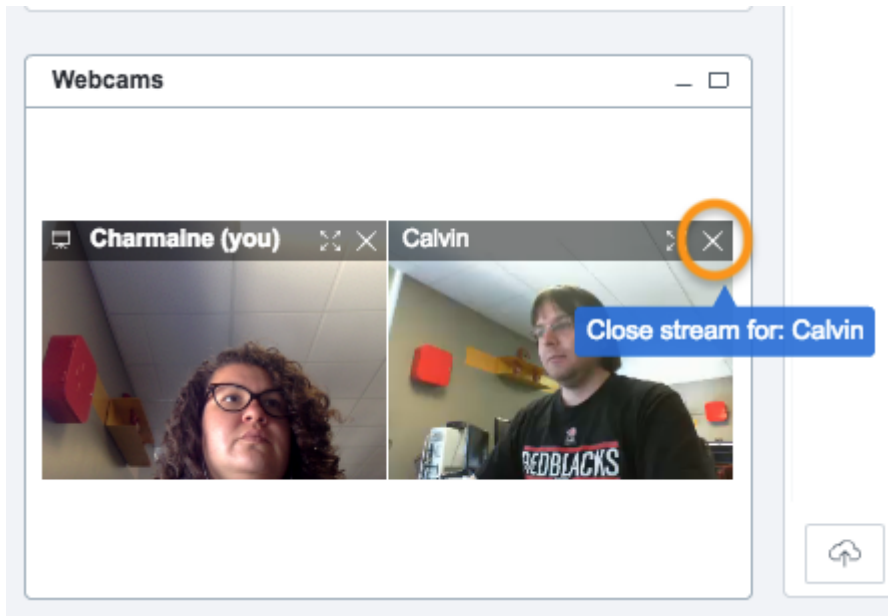 Webcams
Charmaine (you)
Calvin
Close stream for: Calvin
REDBLACKS